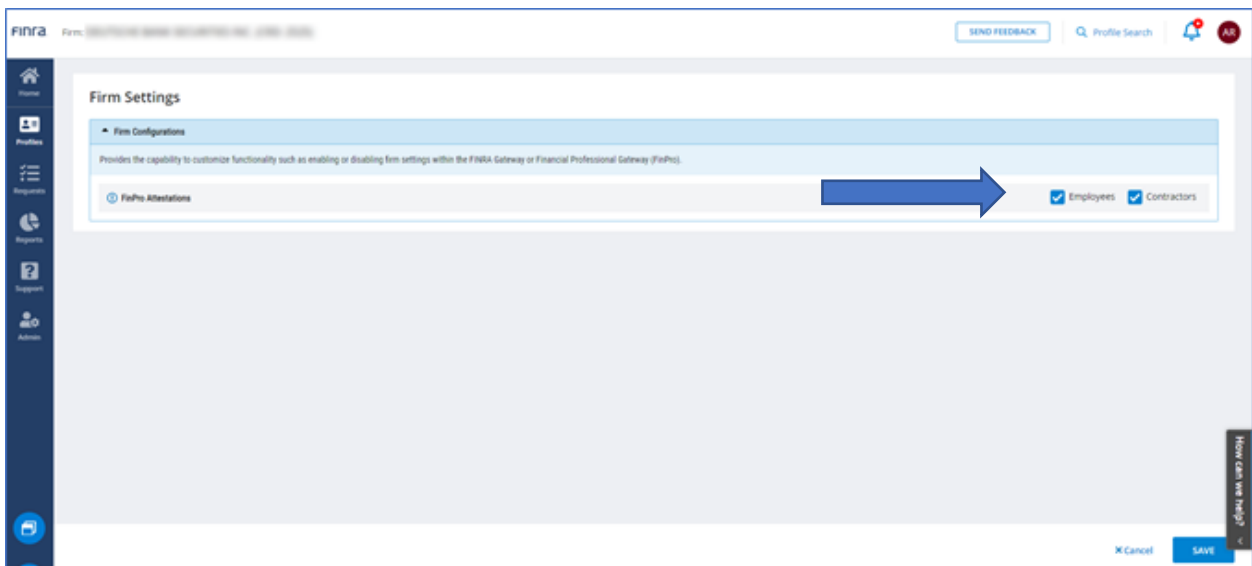 FINRA Firm:
SEND FEEDBACK
Profile Search
AR
Home
Profiles
Requests
Reports
Support
Admin
Firm Settings
Firm Configurations
Provides the capability to customize functionality such as enabling or disabling firm settings within the FINRA Gateway or Financial Professional Gateway (FinPro).
FinPro Attestations
Employees
Contractors
How can we help?
Cancel
SAVE